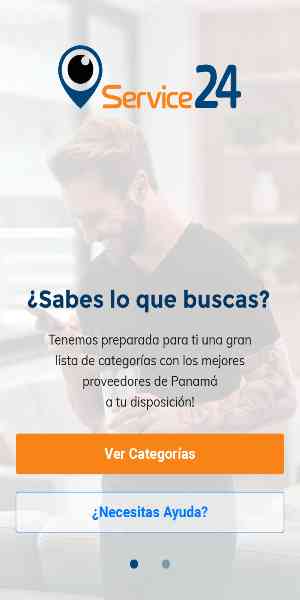 Service24
¿Sabes lo que buscas?
Tenemos preparada para ti una gran
lista de categorías con los mejores
proveedores de Panamá
a tu disposición!
Ver Categorías
¿Necesitas Ayuda?